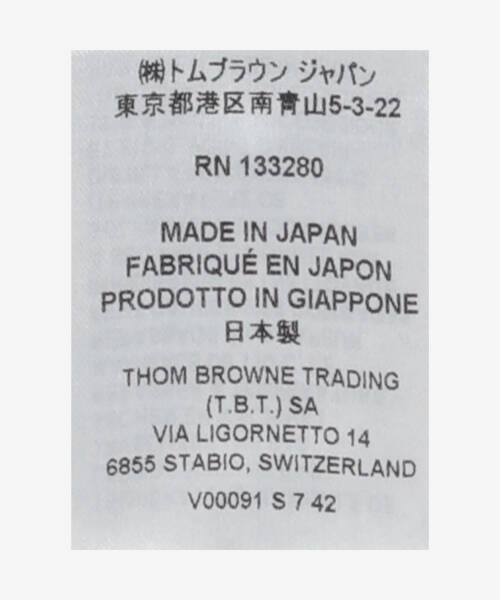 ㈱トムブラウン ジャパン
東京都港区南青山5-3-22
RN 133280
MADE IN JAPAN
FABRIQUÉ EN JAPON
PRODOTTO IN GIAPPONE
日本製
THOM BROWNE TRADING
(T.B.T.) SA
VIA LIGORNETTO 14
6855 STABIO, SWITZERLAND
V00091 S 7 42